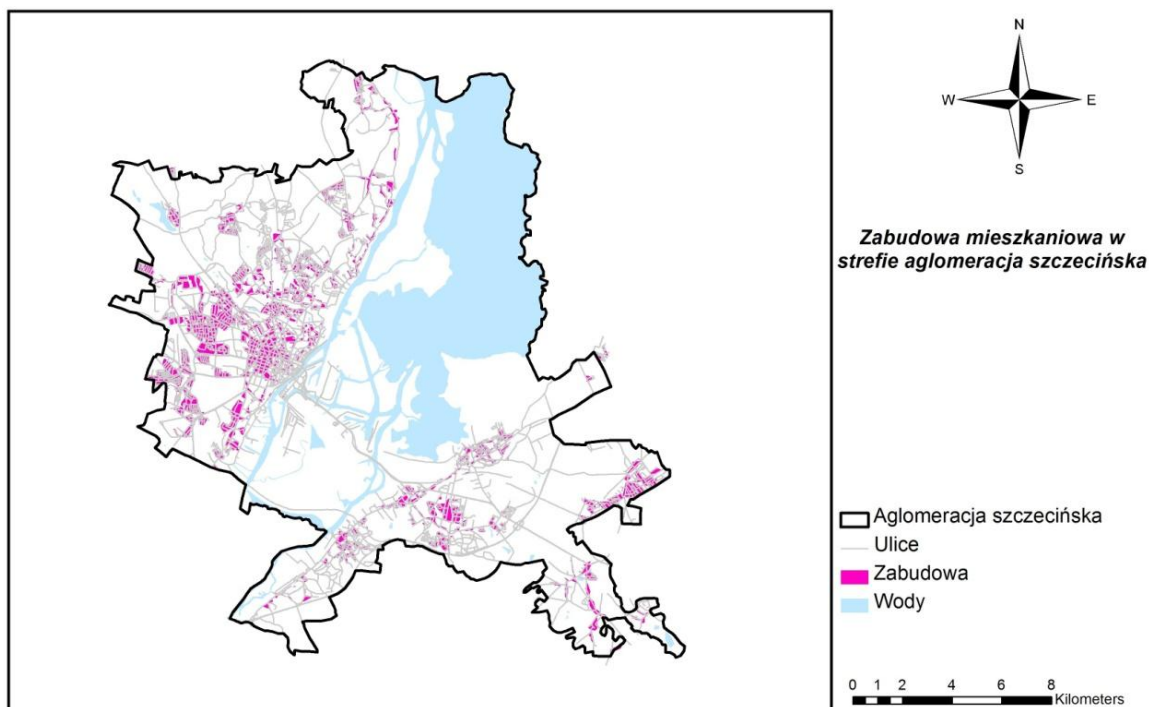 N
W
E
S
Zabudowa mieszkaniowa w
strefie aglomeracja szczecińska
Aglomeracja szczecińska
Ulice
Zabudowa
Wody
0 1 2 4 6 8
Kilometers